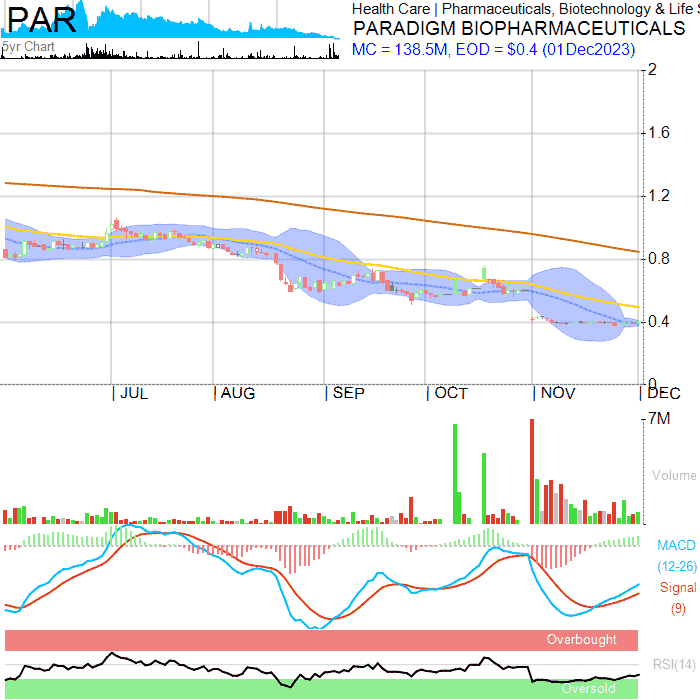 PAR
5yr Chart
Health Care | Pharmaceuticals, Biotechnology & Life S
PARADIGM BIOPHARMACEUTICALS
MC = 138.5M, EOD = $0.4 (01Dec2023)
2
1.6
1.2
0.8
0.4
0
| JUL | AUG | SEP | OCT | NOV | DEC
7M
Volume
MACD
(12-26)
Signal
(9)
Overbought
RSI(14)
Oversold